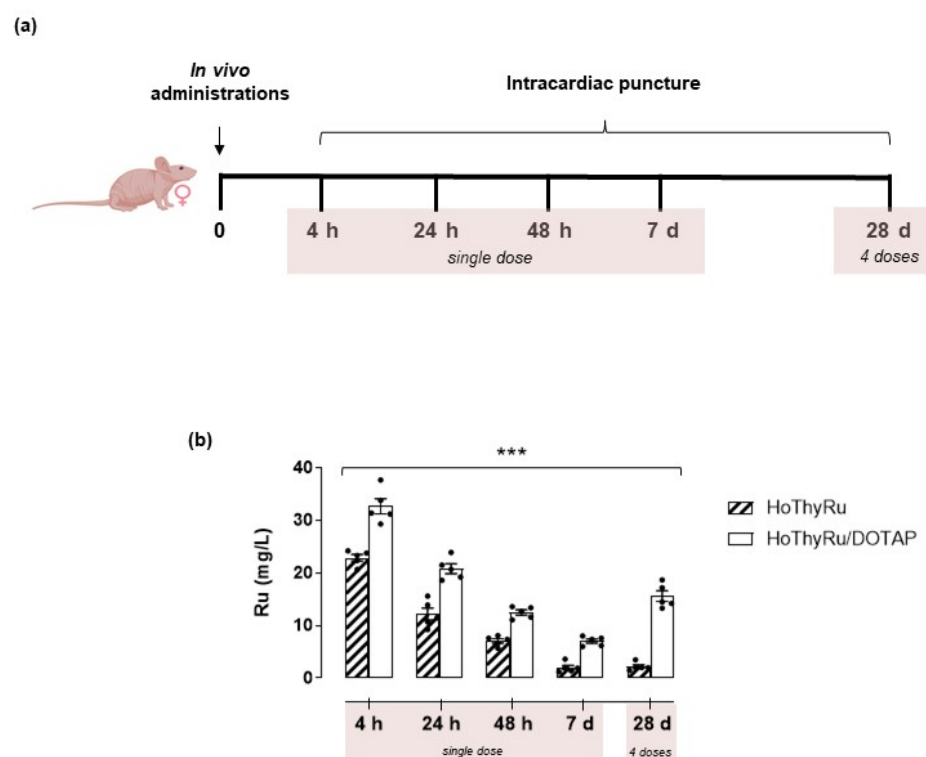 (a)
In vivo
administrations
Intracardiac puncture
0
4 h
24 h
48 h
7 d
28 d
single dose
4 doses
(b)
***
40
30
20
10
0
Ru (mg/L)
HoThyRu
HoThyRu/DOTAP
4 h
24 h
48 h
7 d
28 d
single dose
4 doses